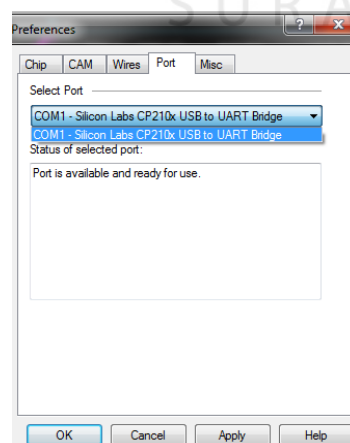 SURA
Preferences
?
X
Chip CAM Wires Port Misc
Select Port
COM1 - Silicon Labs CP210x USB to UART Bridge
COM1 - Silicon Labs CP210x USB to UART Bridge
Status of selected port:
Port is available and ready for use.
OK Cancel Apply Help